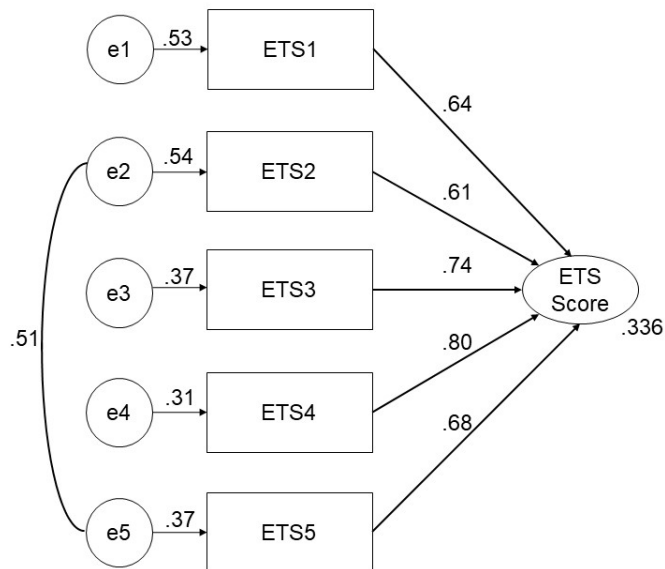 e1
.53
ETS1
.64
e2
.54
ETS2
.61
e3
.37
ETS3
.74
ETS
Score
.336
.51
e4
.31
ETS4
.80
e5
.37
ETS5
.68